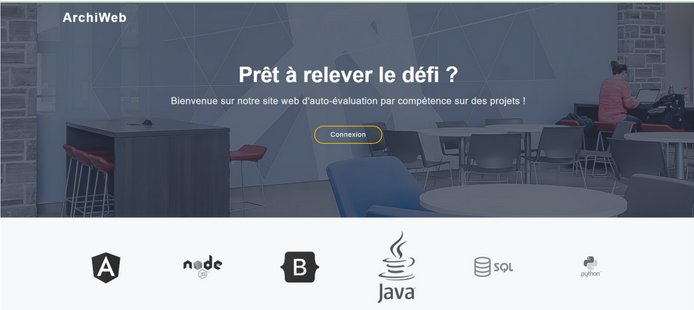 ArchiWeb
Prêt à relever le défi ?
Bienvenue sur notre site web d'auto-évaluation par compétence sur des projets !
Connexion
A
node
JS
B
Java
SQL
python